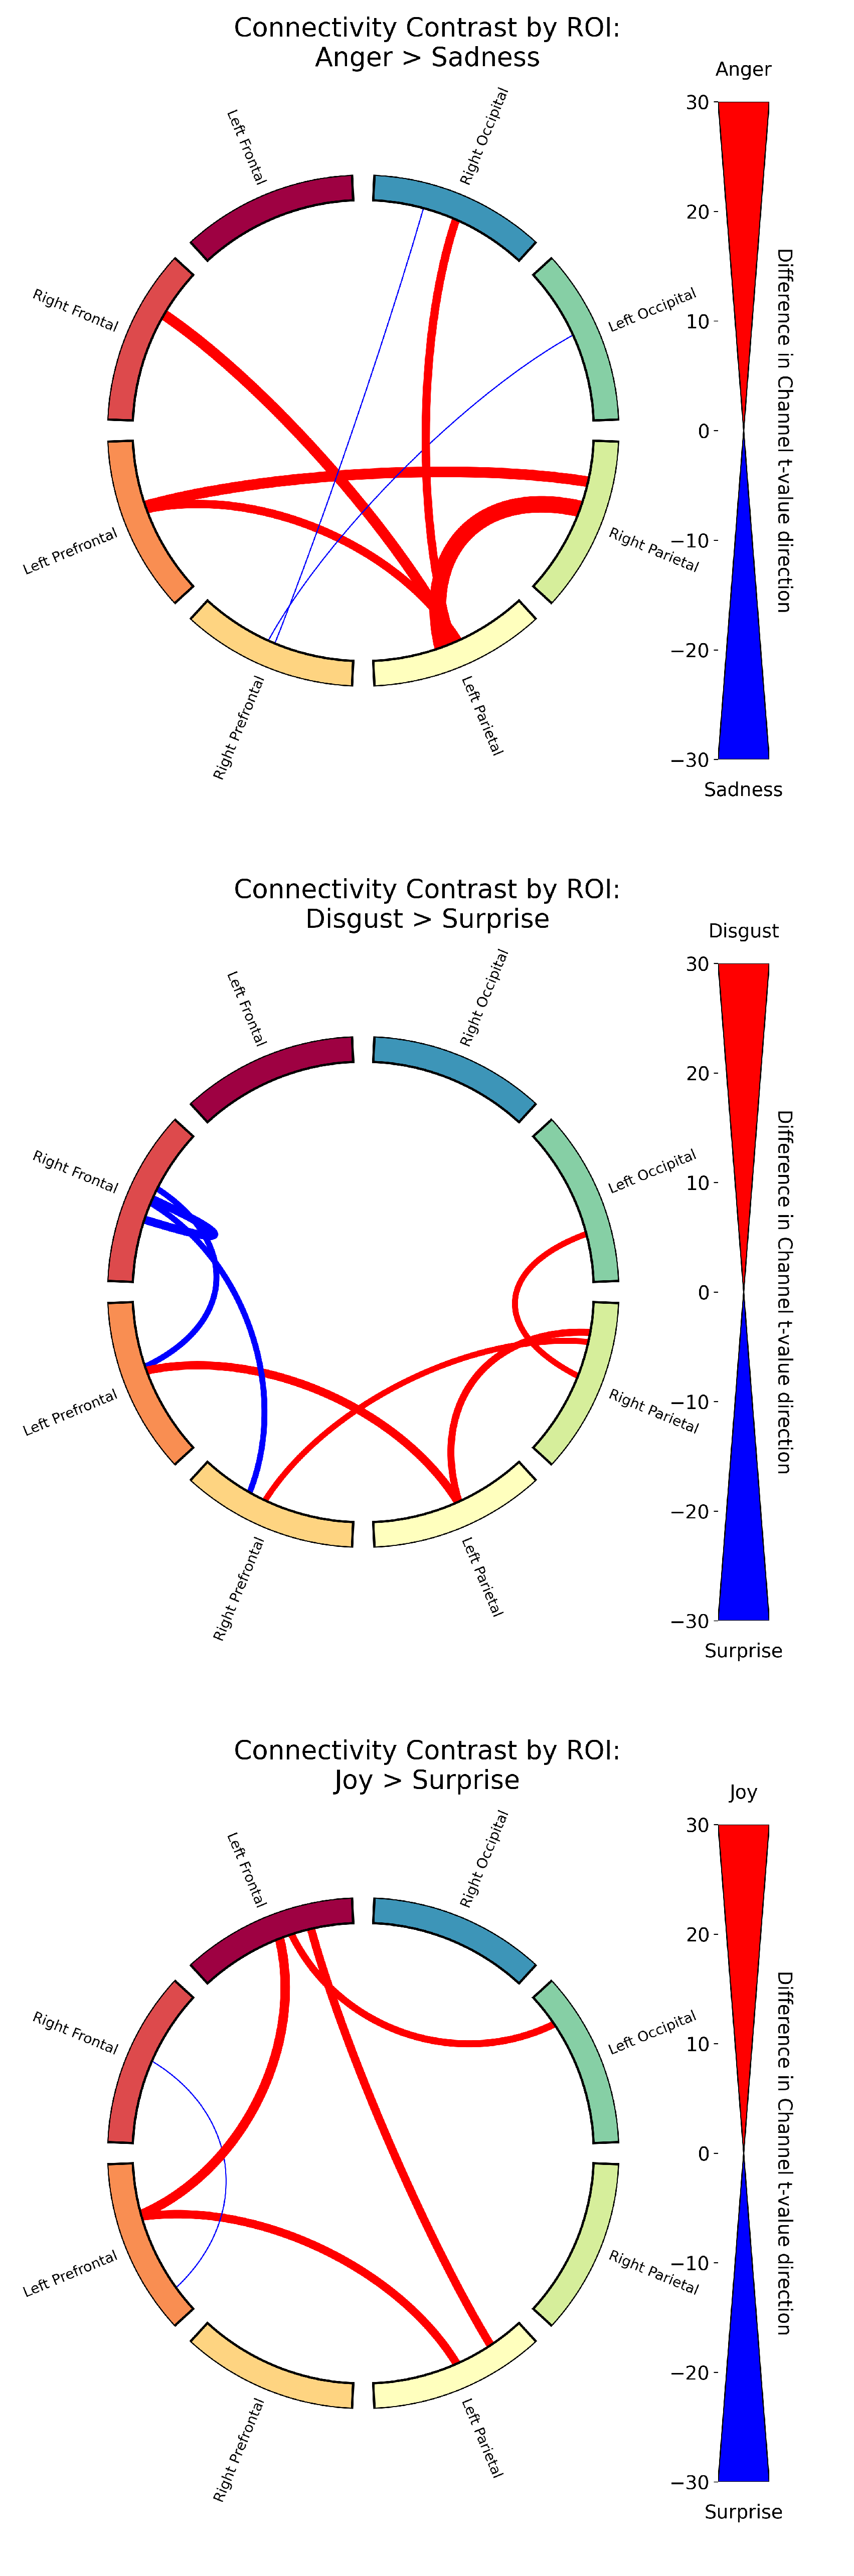 Connectivity Contrast by ROI:
Anger > Sadness
Anger
Left Frontal
Right Occipital
Right Frontal
Left Occipital
Left Prefrontal
Right Parietal
Right Prefrontal
Left Parietal
30
20
10
0
−10
−20
−30
Difference in Channel t-value direction
Sadness
Connectivity Contrast by ROI:
Disgust > Surprise
Disgust
Left Frontal
Right Occipital
Right Frontal
Left Occipital
Left Prefrontal
Right Parietal
Right Prefrontal
Left Parietal
30
20
10
0
−10
−20
−30
Difference in Channel t-value direction
Surprise
Connectivity Contrast by ROI:
Joy > Surprise
Joy
Left Frontal
Right Occipital
Right Frontal
Left Occipital
Left Prefrontal
Right Parietal
Right Prefrontal
Left Parietal
30
20
10
0
−10
−20
−30
Difference in Channel t-value direction
Surprise